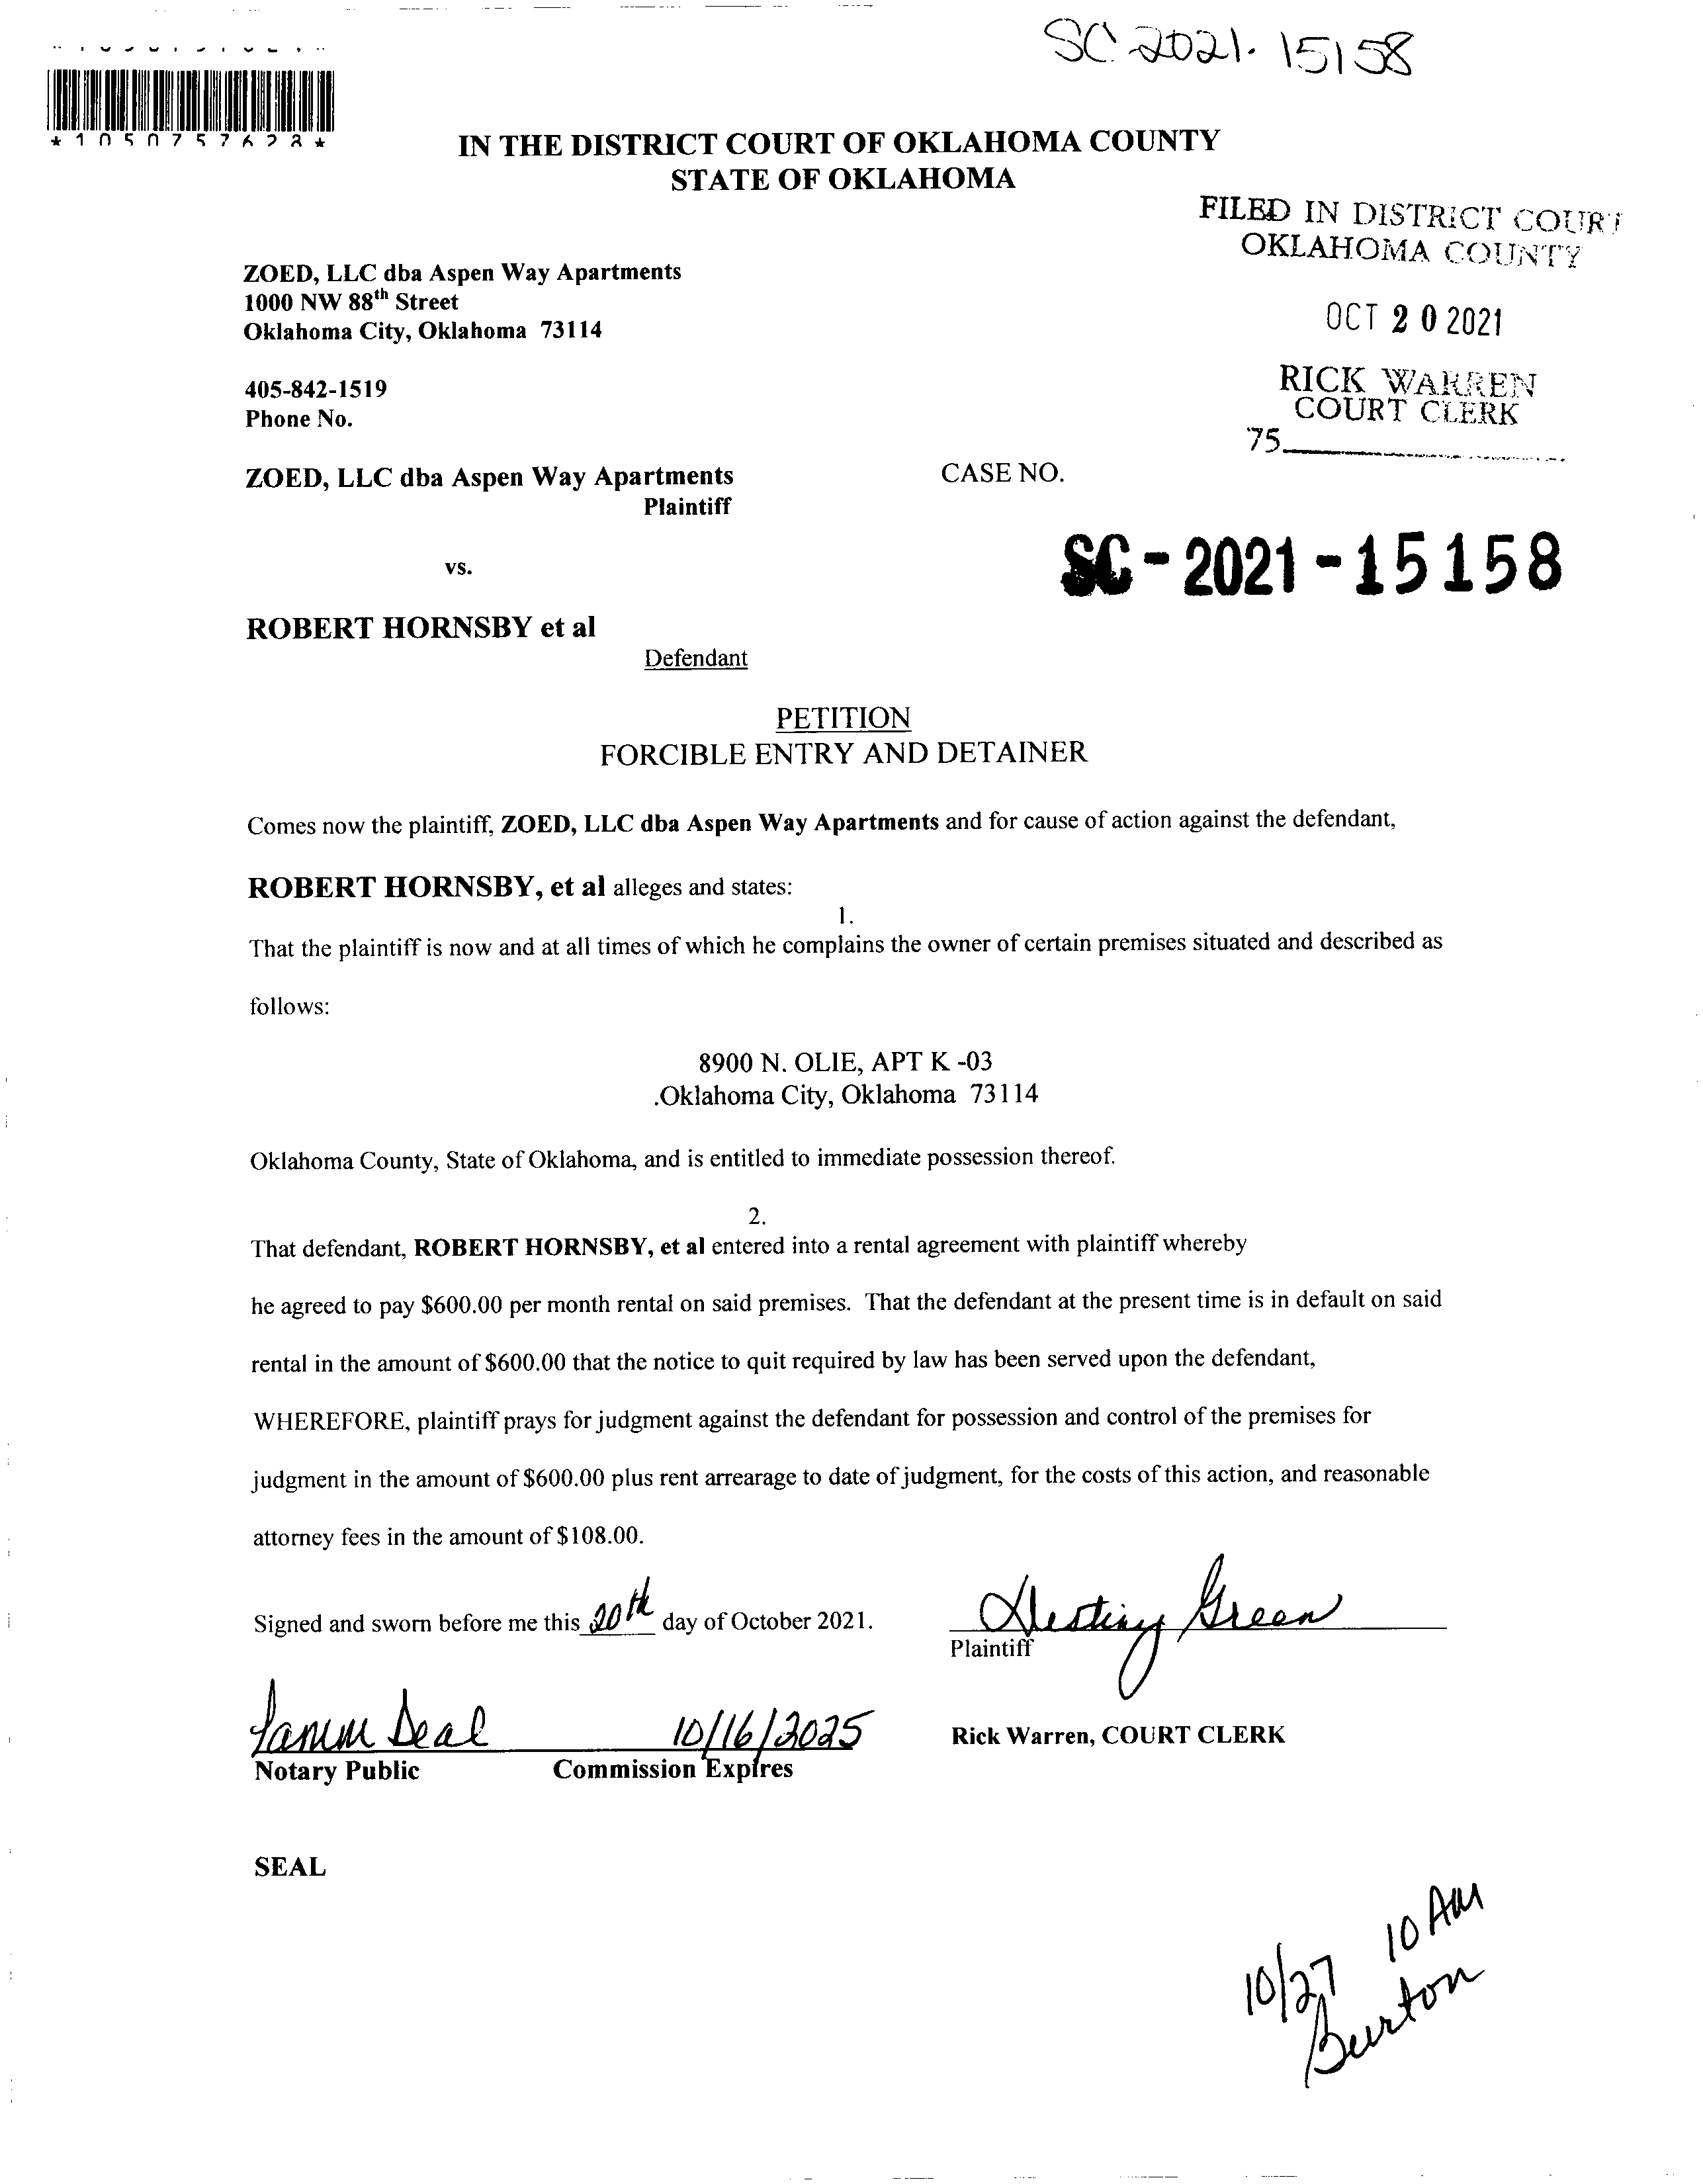 SC 2021-15158
*1050757628*
IN THE DISTRICT COURT OF OKLAHOMA COUNTY
STATE OF OKLAHOMA
FILED IN DISTRICT COURT
OKLAHOMA COUNTY
OCT 20 2021
RICK WARREN
COURT CLERK
75
ZOED, LLC dba Aspen Way Apartments
1000 NW 88th Street
Oklahoma City, Oklahoma 73114
405-842-1519
Phone No.
ZOED, LLC dba Aspen Way Apartments
Plaintiff
CASE NO.
SC-2021-15158
vs.
ROBERT HORNSBY et al
Defendant
PETITION
FORCIBLE ENTRY AND DETAINER
Comes now the plaintiff, ZOED, LLC dba Aspen Way Apartments and for cause of action against the defendant,
ROBERT HORNSBY, et al alleges and states:
1.
That the plaintiff is now and at all times of which he complains the owner of certain premises situated and described as
follows:
8900 N. OLIE, APT K -03
.Oklahoma City, Oklahoma 73114
Oklahoma County, State of Oklahoma, and is entitled to immediate possession thereof.
2.
That defendant, ROBERT HORNSBY, et al entered into a rental agreement with plaintiff whereby
he agreed to pay $600.00 per month rental on said premises. That the defendant at the present time is in default on said
rental in the amount of $600.00 that the notice to quit required by law has been served upon the defendant,
WHEREFORE, plaintiff prays for judgment against the defendant for possession and control of the premises for
judgment in the amount of $600.00 plus rent arrearage to date of judgment, for the costs of this action, and reasonable
attorney fees in the amount of $108.00.
Signed and sworn before me this 20th day of October 2021.
Destiny Green
Plaintiff
Deal 10/16/2025
Notary Public Commission Expires
Rick Warren, COURT CLERK
SEAL
10/27 10 AM
Burton